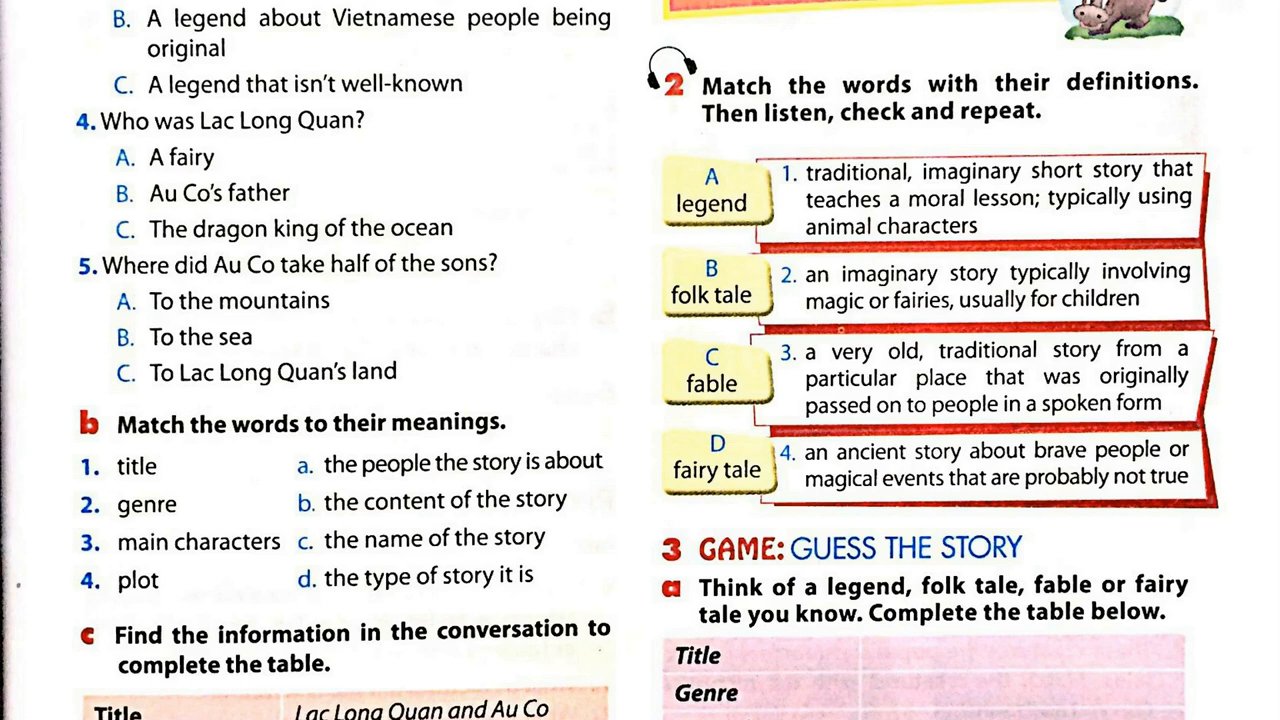 B. A legend about Vietnamese people being
original
C. A legend that isn't well-known
4. Who was Lac Long Quan?
A. A fairy
B. Au Co's father
C. The dragon king of the ocean
5. Where did Au Co take half of the sons?
A. To the mountains
B. To the sea
C. To Lac Long Quan's land
b Match the words to their meanings.
1. title a. the people the story is about
2. genre b. the content of the story
3. main characters c. the name of the story
4. plot d. the type of story it is
c Find the information in the conversation to
complete the table.
Title Lac Long Quan and Au Co
2 Match the words with their definitions.
Then listen, check and repeat.
A
legend
1. traditional, imaginary short story that
teaches a moral lesson; typically using
animal characters
B
folk tale
2. an imaginary story typically involving
magic or fairies, usually for children
C
fable
3. a very old, traditional story from a
particular place that was originally
passed on to people in a spoken form
D
fairy tale
4. an ancient story about brave people or
magical events that are probably not true
3 GAME: GUESS THE STORY
a Think of a legend, folk tale, fable or fairy
tale you know. Complete the table below.
Title
Genre